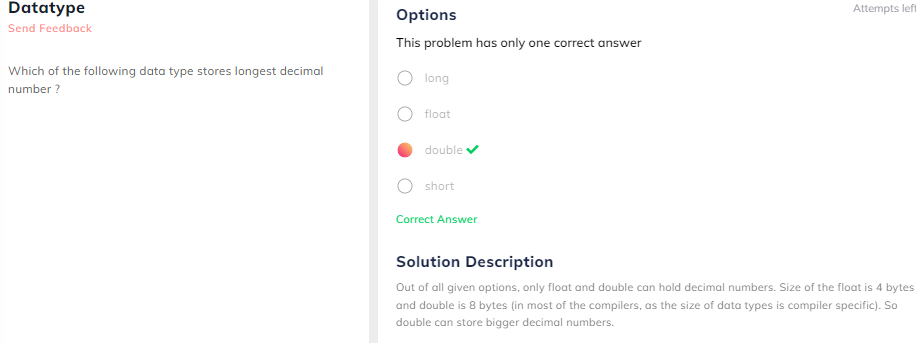 Datatype
Send Feedback
Which of the following data type stores longest decimal
number ?
Options
Attempts left
This problem has only one correct answer
long
float
double
short
Correct Answer
Solution Description
Out of all given options, only float and double can hold decimal numbers. Size of the float is 4 bytes
and double is 8 bytes (in most of the compilers, as the size of data types is compiler specific). So
double can store bigger decimal numbers.